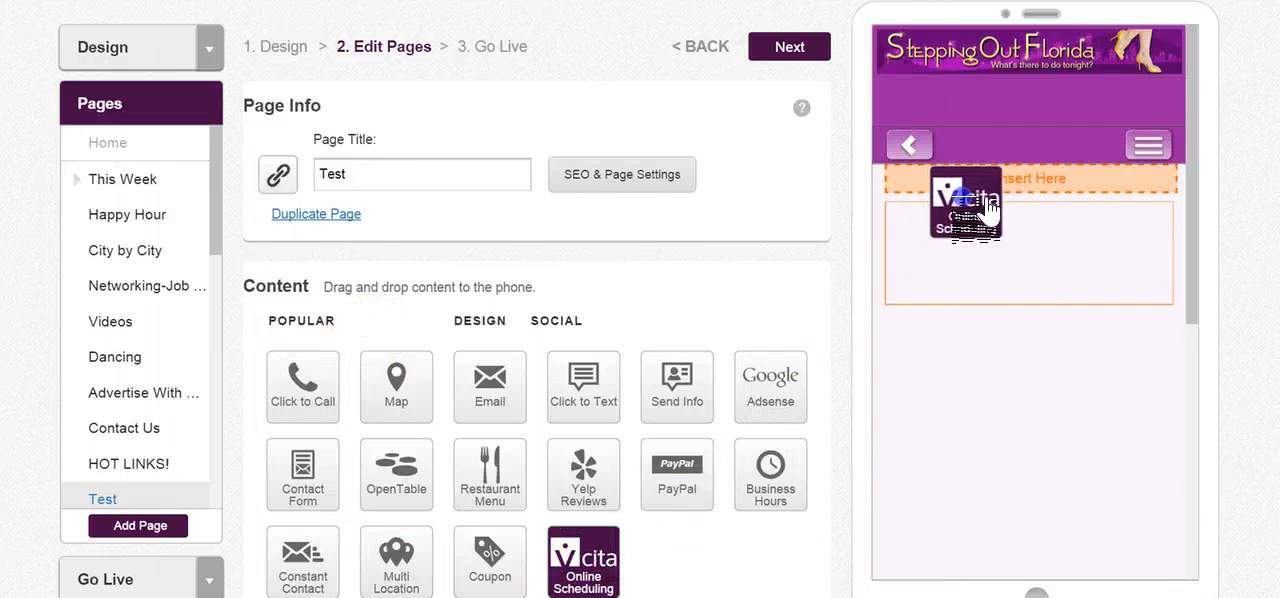 Design
1. Design > 2. Edit Pages > 3. Go Live
< BACK
Next
Pages
Home
This Week
Happy Hour
City by City
Networking-Job ...
Videos
Dancing
Advertise With ...
Contact Us
HOT LINKS!
Test
Add Page
Go Live
Page Info
?
Page Title:
Test
SEO & Page Settings
Duplicate Page
Content Drag and drop content to the phone.
POPULAR DESIGN SOCIAL
Click to Call
Map
Email
Click to Text
Send Info
Google
Adsense
Contact
Form
OpenTable
Restaurant
Menu
Yelp
Reviews
PayPal
PayPal
Business
Hours
Constant
Contact
Multi
Location
%
Coupon
vcita
Online
Scheduling
Stepping Out Florida
What's there to do tonight?
nsert Here
vcita